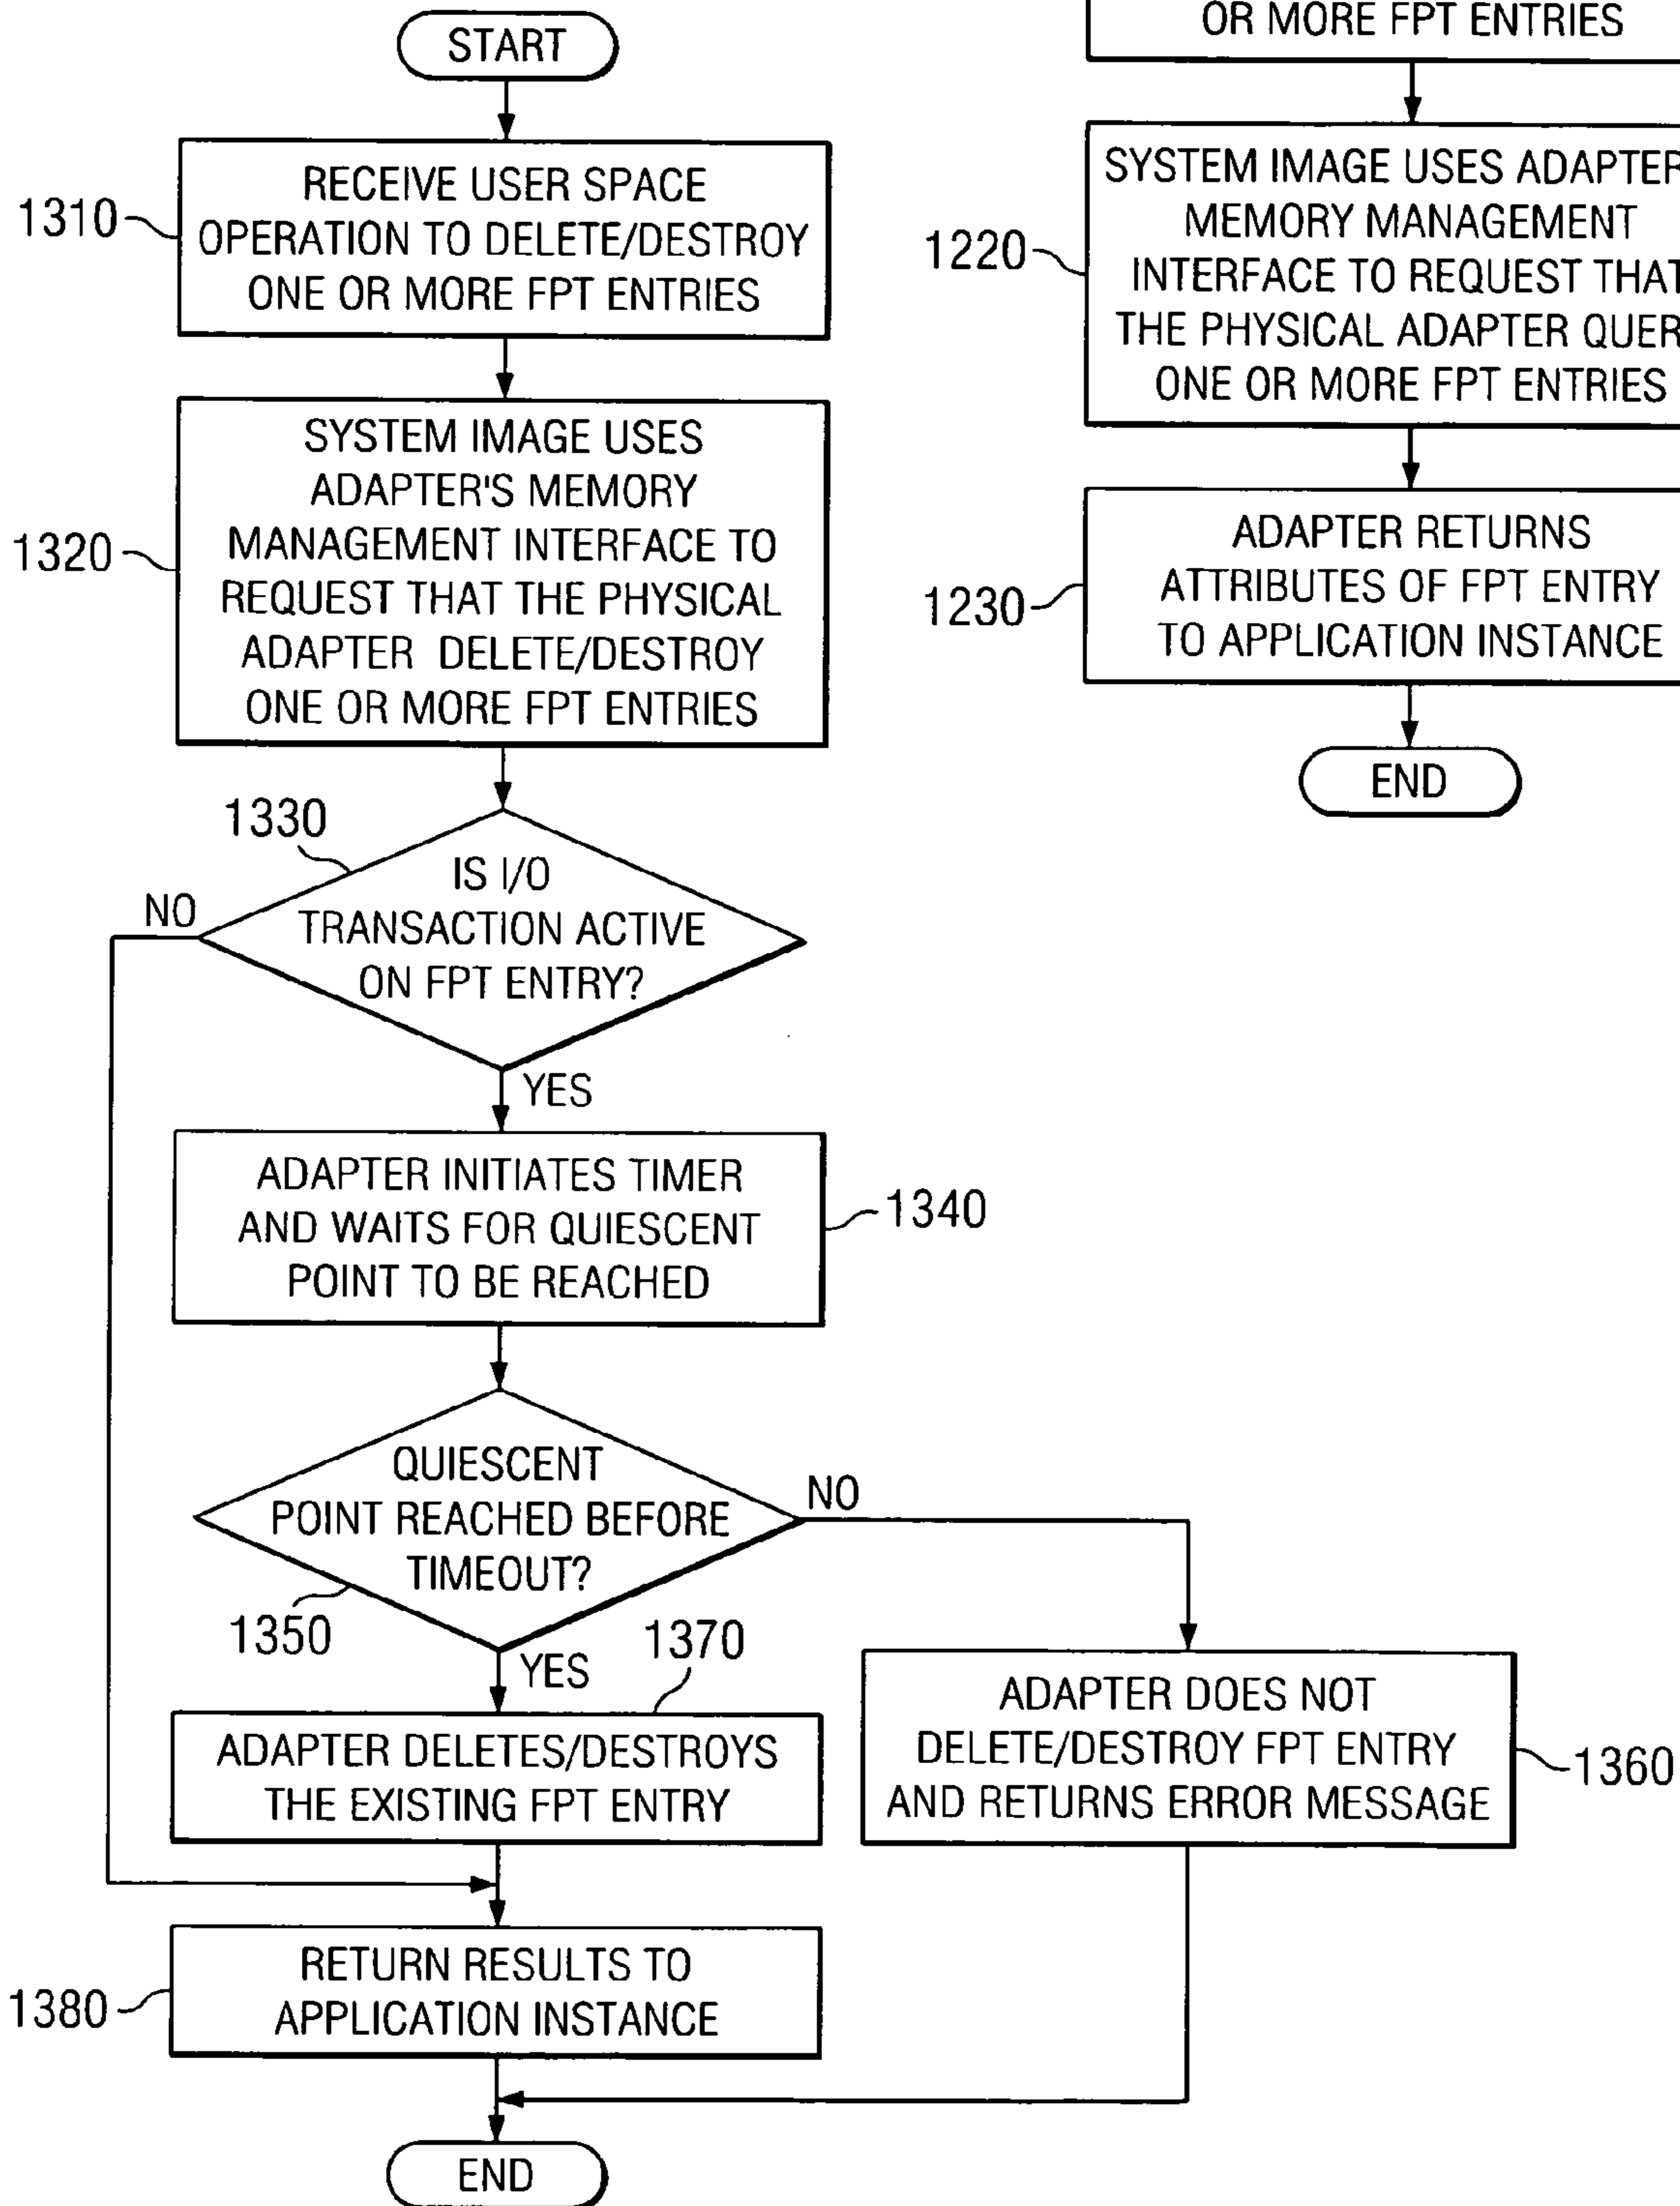 START
1310
RECEIVE USER SPACE
OPERATION TO DELETE/DESTROY
ONE OR MORE FPT ENTRIES
1320
SYSTEM IMAGE USES
ADAPTER'S MEMORY
MANAGEMENT INTERFACE TO
REQUEST THAT THE PHYSICAL
ADAPTER DELETE/DESTROY
ONE OR MORE FPT ENTRIES
1330
IS I/O
TRANSACTION ACTIVE
ON FPT ENTRY?
NO
YES
ADAPTER INITIATES TIMER
AND WAITS FOR QUIESCENT
POINT TO BE REACHED
1340
QUIESCENT
POINT REACHED BEFORE
TIMEOUT?
NO
1350
YES
1370
ADAPTER DELETES/DESTROYS
THE EXISTING FPT ENTRY
ADAPTER DOES NOT
DELETE/DESTROY FPT ENTRY
AND RETURNS ERROR MESSAGE
1360
1380
RETURN RESULTS TO
APPLICATION INSTANCE
END
OR MORE FPT ENTRIES
1220
SYSTEM IMAGE USES ADAPTER
MEMORY MANAGEMENT
INTERFACE TO REQUEST THAT
THE PHYSICAL ADAPTER QUER
ONE OR MORE FPT ENTRIES
1230
ADAPTER RETURNS
ATTRIBUTES OF FPT ENTRY
TO APPLICATION INSTANCE
END